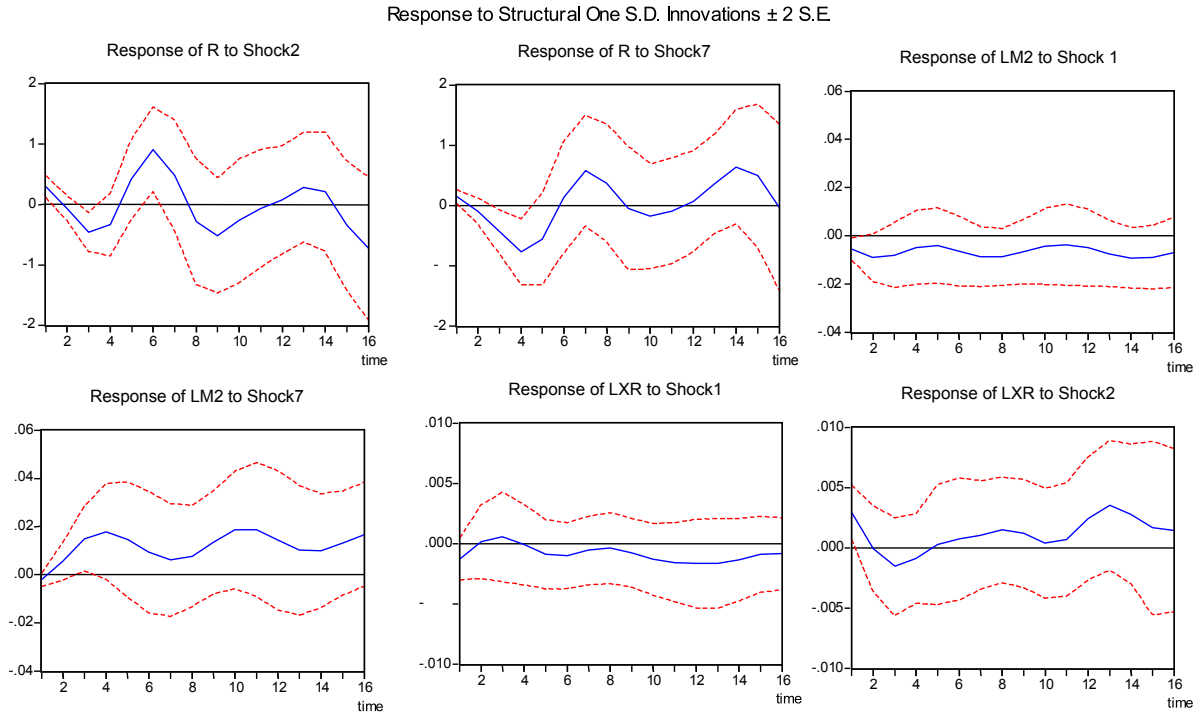 Response to Structural One S.D. Innovations ± 2 S.E.
Response of R to Shock2
2
1
0
-1
-2
2 4 6 8 10 12 14 16
time
Response of R to Shock7
2
1
0
-1
-2
2 4 6 8 10 12 14 16
time
Response of LM2 to Shock 1
.06
.04
.02
.00
-.02
-.04
2 4 6 8 10 12 14 16
time
Response of LM2 to Shock7
.06
.04
.02
.00
-.02
-.04
2 4 6 8 10 12 14 16
time
Response of LXR to Shock1
.010
.005
.000
-
-.010
2 4 6 8 10 12 14 16
time
Response of LXR to Shock2
.010
.005
.000
-.005
-.010
2 4 6 8 10 12 14 16
time